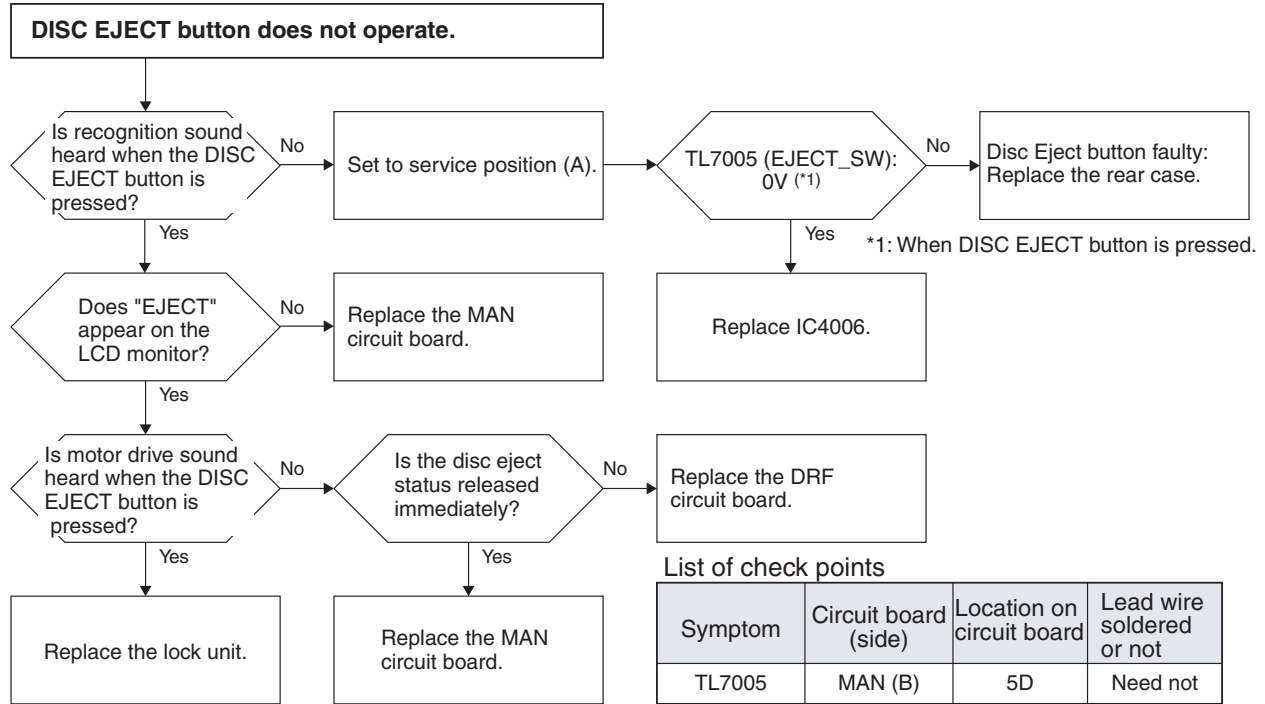 DISC EJECT button does not operate.
Is recognition sound
heard when the DISC
EJECT button is
pressed?
No
Set to service position (A).
TL7005 (EJECT_SW):
0V (*1)
No
Disc Eject button faulty:
Replace the rear case.
Yes
Yes
*1: When DISC EJECT button is pressed.
Does "EJECT"
appear on the
LCD monitor?
No
Replace the MAN
circuit board.
Replace IC4006.
Yes
Is motor drive sound
heard when the DISC
EJECT button is
pressed?
No
Is the disc eject
status released
immediately?
No
Replace the DRF
circuit board.
Yes
Yes
Replace the lock unit.
Replace the MAN
circuit board.
List of check points
Symptom
Circuit board
(side)
Location on
circuit board
Lead wire
soldered
or not
TL7005
MAN (B)
5D
Need not